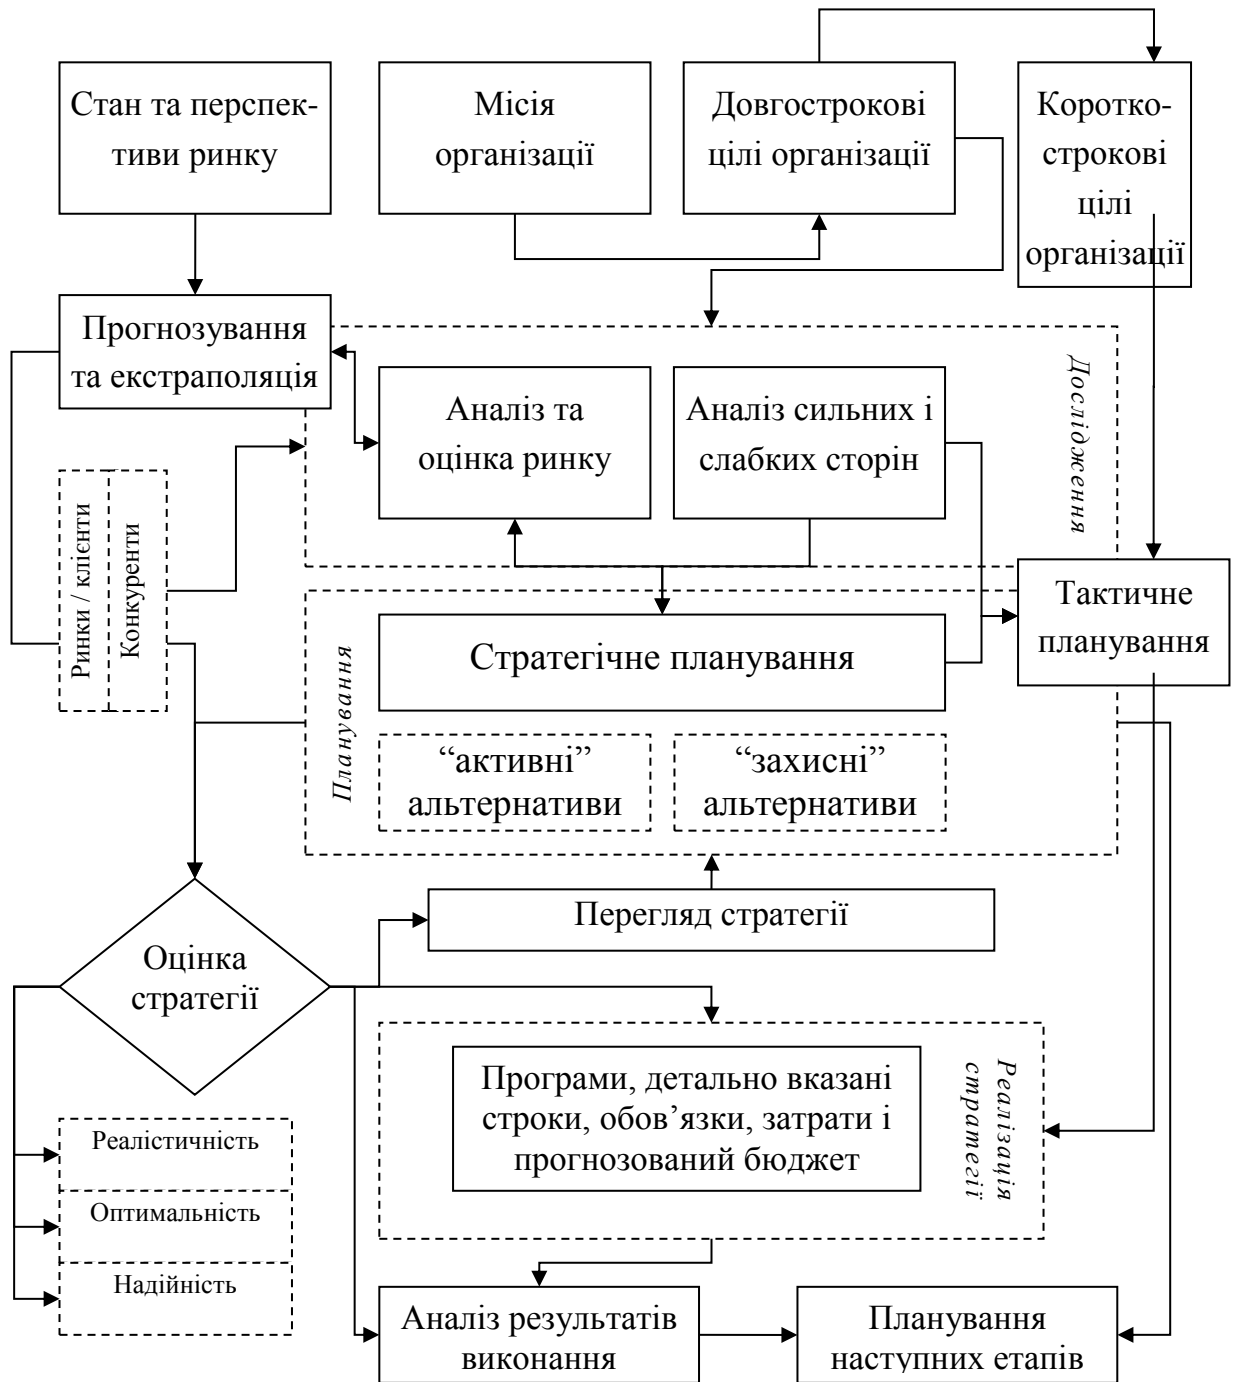 Стан та перспек-
тиви ринку
Місія
організації
Довгострокові
цілі організації
Коротко-
строкові
цілі
організації
Прогнозування
та екстраполяція
Аналіз та
оцінка ринку
Аналіз сильних і
слабких сторін
Дослідження
Ринки / клієнти
Конкуренти
Тактичне
планування
Стратегічне планування
Планування
“активні”
альтернативи
“захисні”
альтернативи
Перегляд стратегії
Оцінка
стратегії
Програми, детально вказані
строки, обов’язки, затрати і
прогнозований бюджет
Реалізація
стратегії
Реалістичність
Оптимальність
Надійність
Аналіз результатів
виконання
Планування
наступних етапів